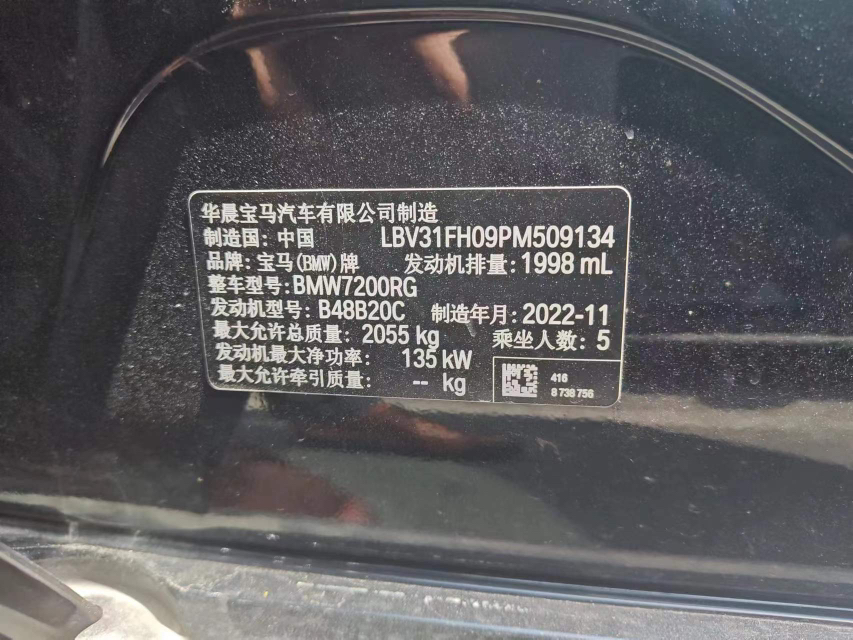 华晨宝马汽车有限公司制造
制造国: 中国 LBV31FH09PM509134
品牌: 宝马(BMW)牌 发动机排量: 1998 mL
整车型号: BMW7200RG
发动机型号: B48B20C 制造年月: 2022-11
最大允许总质量: 2055 kg 乘坐人数: 5
发动机最大净功率: 135 kW
最大允许牵引质量: -- kg
416
8 738 756